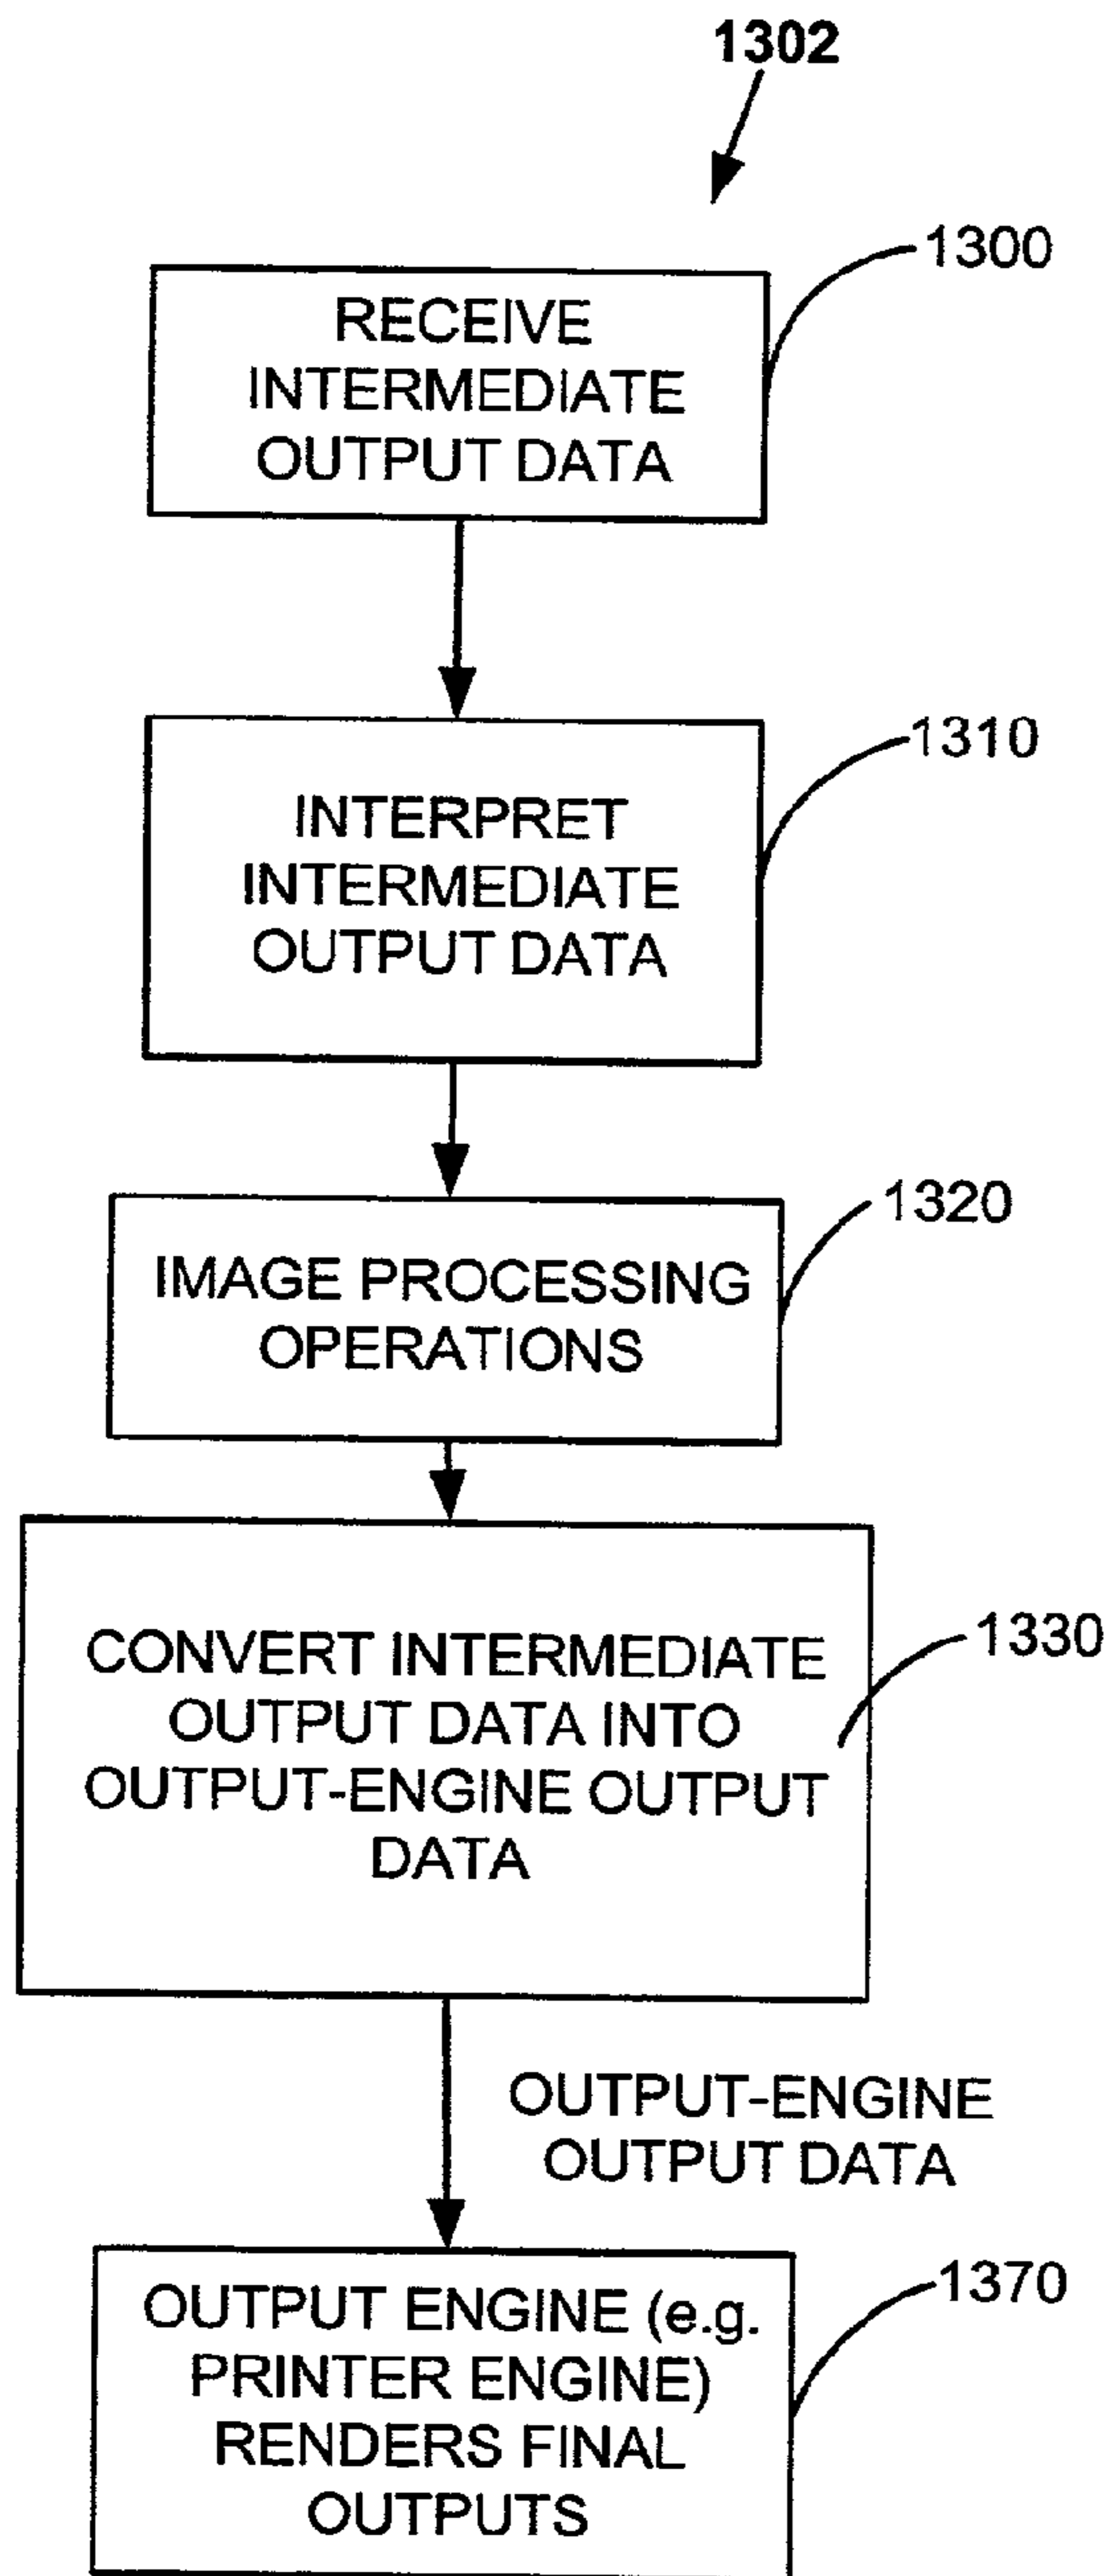 1302
1300
RECEIVE
INTERMEDIATE
OUTPUT DATA
1310
INTERPRET
INTERMEDIATE
OUTPUT DATA
1320
IMAGE PROCESSING
OPERATIONS
1330
CONVERT INTERMEDIATE
OUTPUT DATA INTO
OUTPUT-ENGINE OUTPUT
DATA
OUTPUT-ENGINE
OUTPUT DATA
1370
OUTPUT ENGINE (e.g.
PRINTER ENGINE)
RENDERS FINAL
OUTPUTS